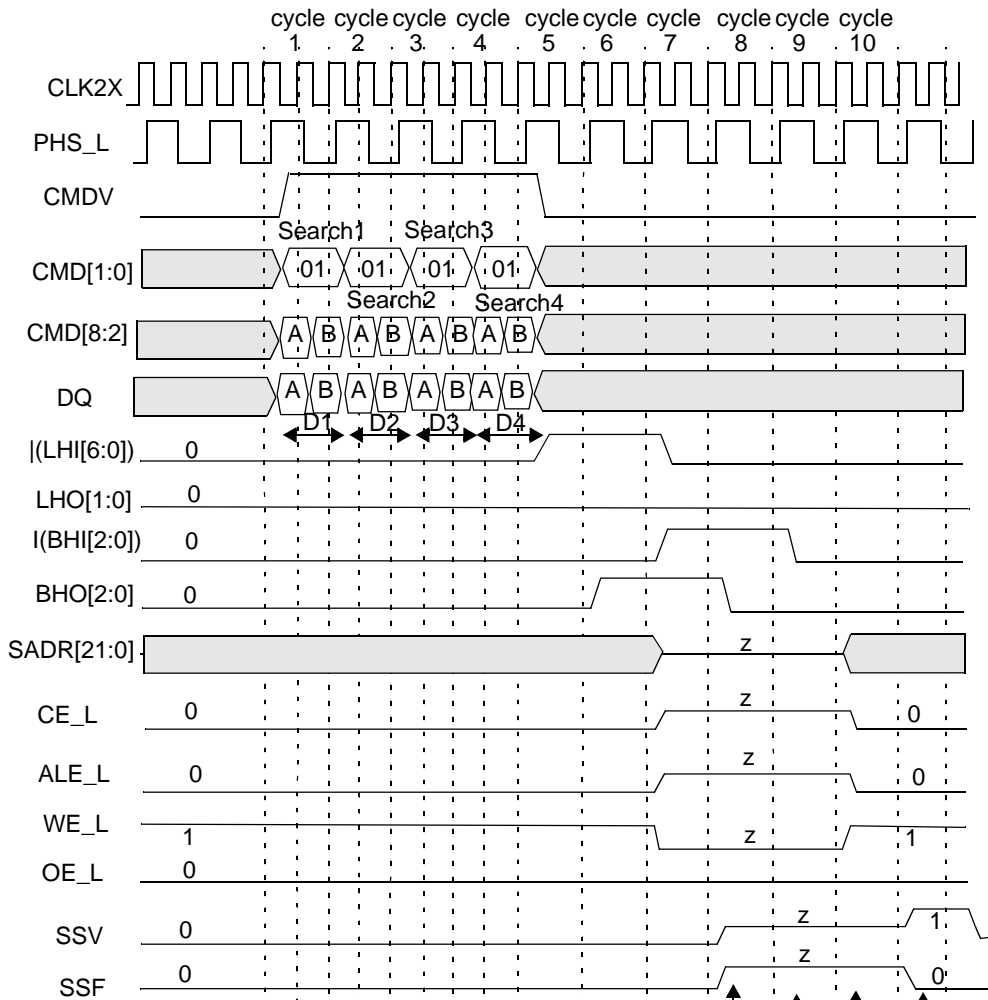 cycle cycle cycle cycle cycle cycle cycle cycle cycle cycle
1 2 3 4 5 6 7 8 9 10
CLK2X
PHS_L
CMDV
Search1 Search3
CMD[1:0] 01 01 01 01
Search2 Search4
CMD[8:2] A B A B A B A B
DQ A B A B A B A B
D1 D2 D3 D4
|(LHI[6:0]) 0
LHO[1:0] 0
I(BHI[2:0]) 0
BHO[2:0] 0
SADR[21:0] z
CE_L 0 z 0
ALE_L 0 z 0
WE_L 1 z 1
OE_L 0
SSV 0 z 1
SSF 0 z 0